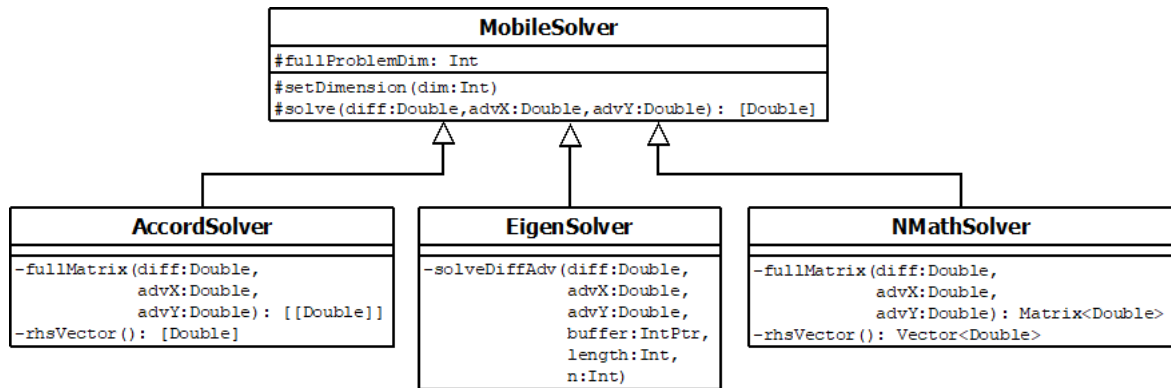 MobileSolver
#fullProblemDim: Int
#setDimension(dim:Int)
#solve(diff:Double,advX:Double,advY:Double): [Double]
AccordSolver
-fullMatrix(diff:Double,
advX:Double,
advY:Double): [[Double]]
-rhsVector(): [Double]
EigenSolver
-solveDiffAdv(diff:Double,
advX:Double,
advY:Double,
buffer:IntPtr,
length:Int,
n:Int)
NMathSolver
-fullMatrix(diff:Double,
advX:Double,
advY:Double): Matrix<Double>
-rhsVector(): Vector<Double>